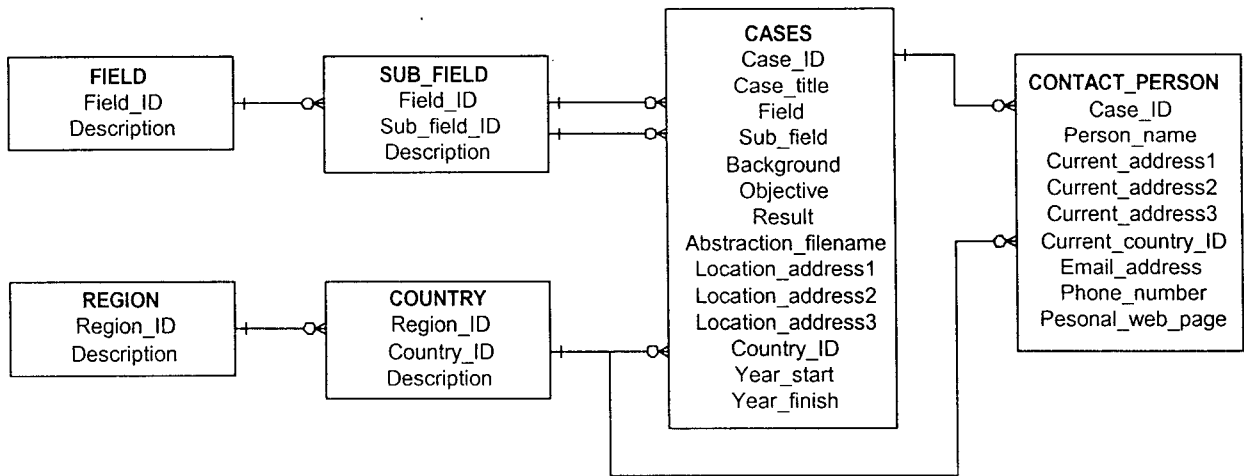 FIELD
Field_ID
Description
SUB_FIELD
Field_ID
Sub_field_ID
Description
CASES
Case_ID
Case_title
Field
Sub_field
Background
Objective
Result
Abstraction_filename
Location_address1
Location_address2
Location_address3
Country_ID
Year_start
Year_finish
CONTACT_PERSON
Case_ID
Person_name
Current_address1
Current_address2
Current_address3
Current_country_ID
Email_address
Phone_number
Pesonal_web_page
REGION
Region_ID
Description
COUNTRY
Region_ID
Country_ID
Description